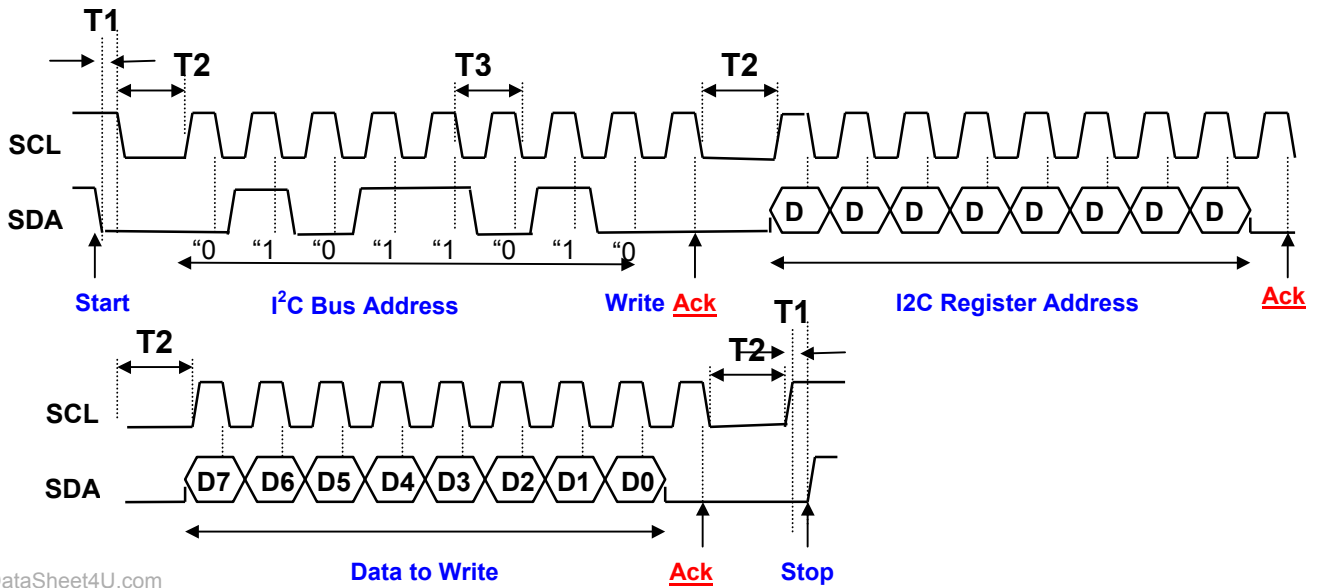 T1
T2 T3 T2
SCL
SDA D D D D D D D D
“0 “1 “0 “1 “1 “0 “1 “0
Start I²C Bus Address Write Ack I2C Register Address Ack
T1
T2 T2
SCL
SDA D7 D6 D5 D4 D3 D2 D1 D0
Data to Write Ack Stop
DataSheet4U.com